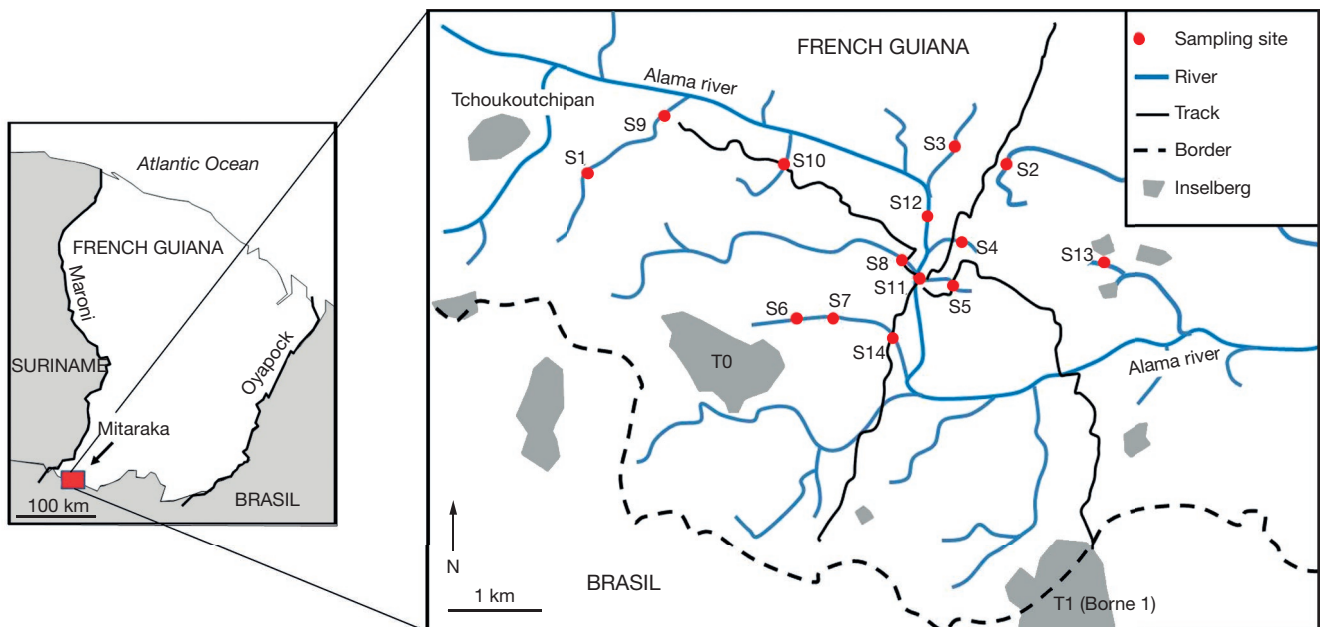 Atlantic Ocean
FRENCH GUIANA
Maroni
Oyapock
SURINAME
Mitaraka
100 km
BRASIL
FRENCH GUIANA
Alama river
Tchoukoutchipan
S9
S1
S10
S3
S2
S12
S4
S8
S11
S5
S13
S6
S7
S14
T0
Alama river
N
1 km
BRASIL
T1 (Borne 1)
Sampling site
River
Track
Border
Inselberg